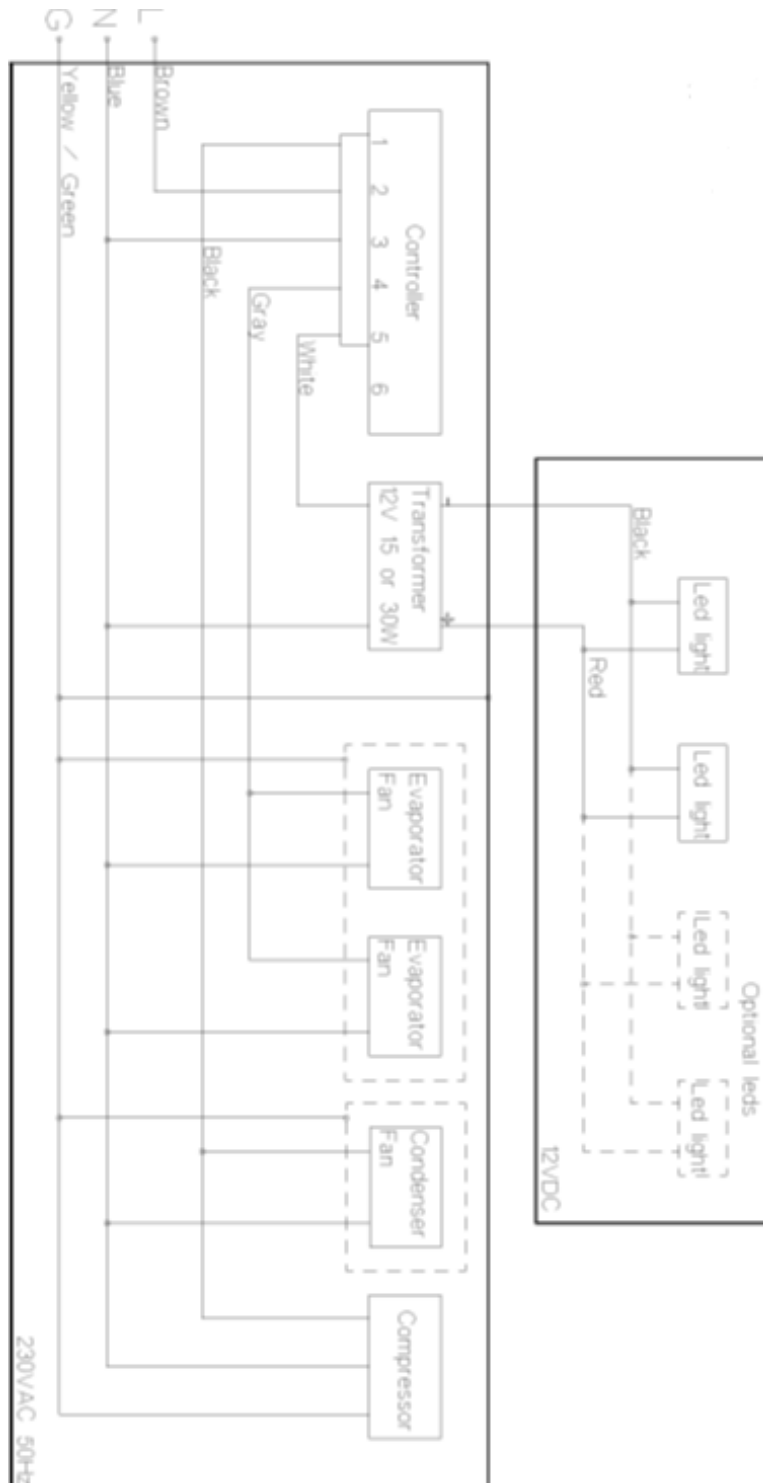 L
N
G
Brown
Blue
Yellow / Green
Controller
1
2
3
4
5
6
Black
Gray
White
Transformer
12V 15 or 30W
-
+
Black
Red
Led light
Led light
Led light
Led light
Optional leds
12VDC
Evaporator
Fan
Evaporator
Fan
Condenser
Fan
Compressor
230VAC 50Hz